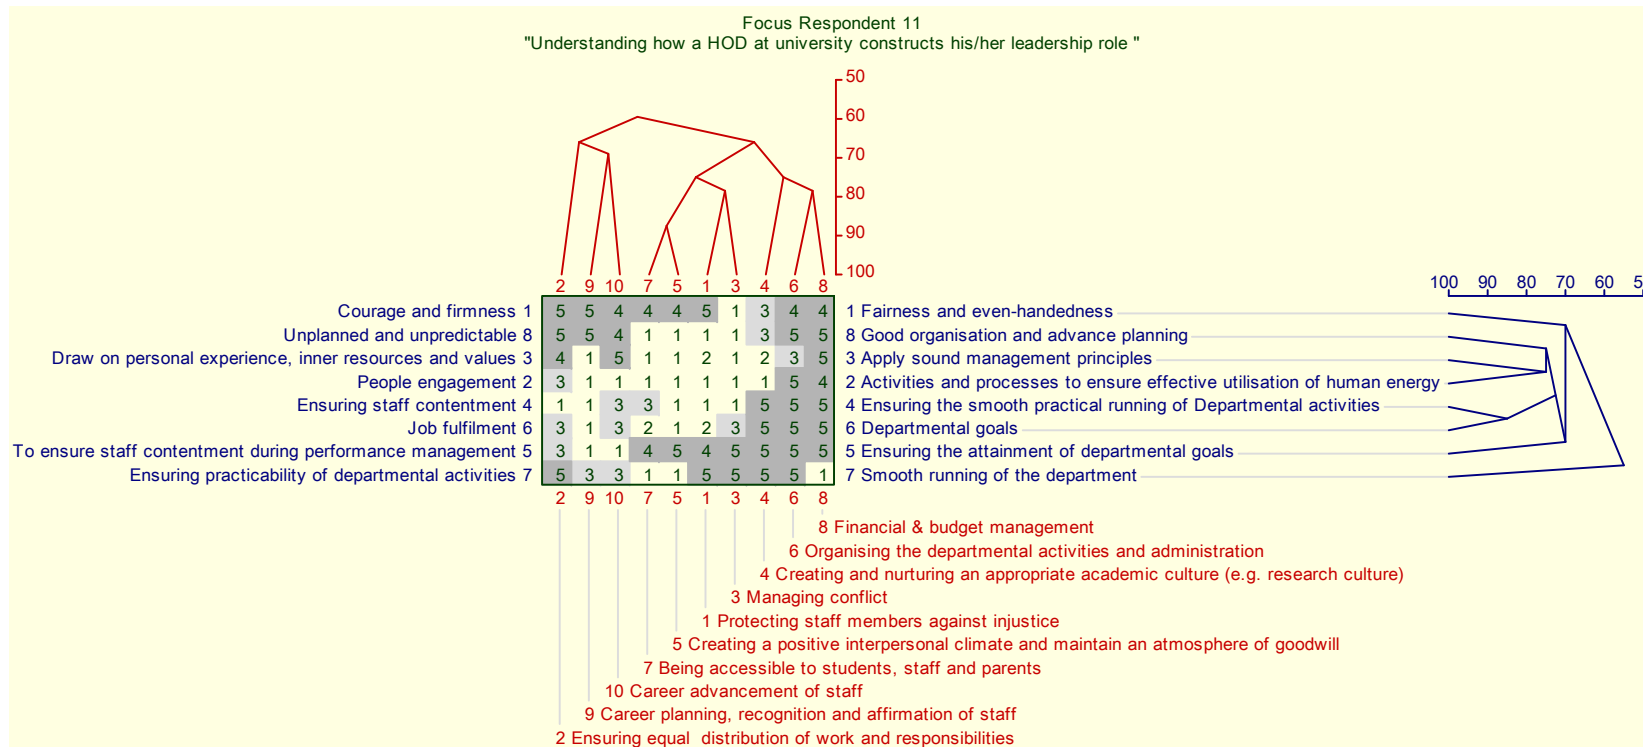 Focus Respondent 11
"Understanding how a HOD at university constructs his/her leadership role "
50
60
70
80
90
100
2 9 10 7 5 1 3 4 6 8
100 90 80 70 60 5
Courage and firmness 1 5 5 4 4 4 5 1 3 4 4 1 Fairness and even-handedness
Unplanned and unpredictable 8 5 5 4 1 1 1 1 3 5 5 8 Good organisation and advance planning
Draw on personal experience, inner resources and values 3 4 1 5 1 1 2 1 2 3 5 3 Apply sound management principles
People engagement 2 3 1 1 1 1 1 1 1 5 4 2 Activities and processes to ensure effective utilisation of human energy
Ensuring staff contentment 4 1 1 3 3 1 1 1 5 5 5 4 Ensuring the smooth practical running of Departmental activities
Job fulfilment 6 3 1 3 2 1 2 3 5 5 5 6 Departmental goals
To ensure staff contentment during performance management 5 3 1 1 4 5 4 5 5 5 5 5 Ensuring the attainment of departmental goals
Ensuring practicability of departmental activities 7 5 3 3 1 1 5 5 5 5 1 7 Smooth running of the department
2 9 10 7 5 1 3 4 6 8
8 Financial & budget management
6 Organising the departmental activities and administration
4 Creating and nurturing an appropriate academic culture (e.g. research culture)
3 Managing conflict
1 Protecting staff members against injustice
5 Creating a positive interpersonal climate and maintain an atmosphere of goodwill
7 Being accessible to students, staff and parents
10 Career advancement of staff
9 Career planning, recognition and affirmation of staff
2 Ensuring equal  distribution of work and responsibilities